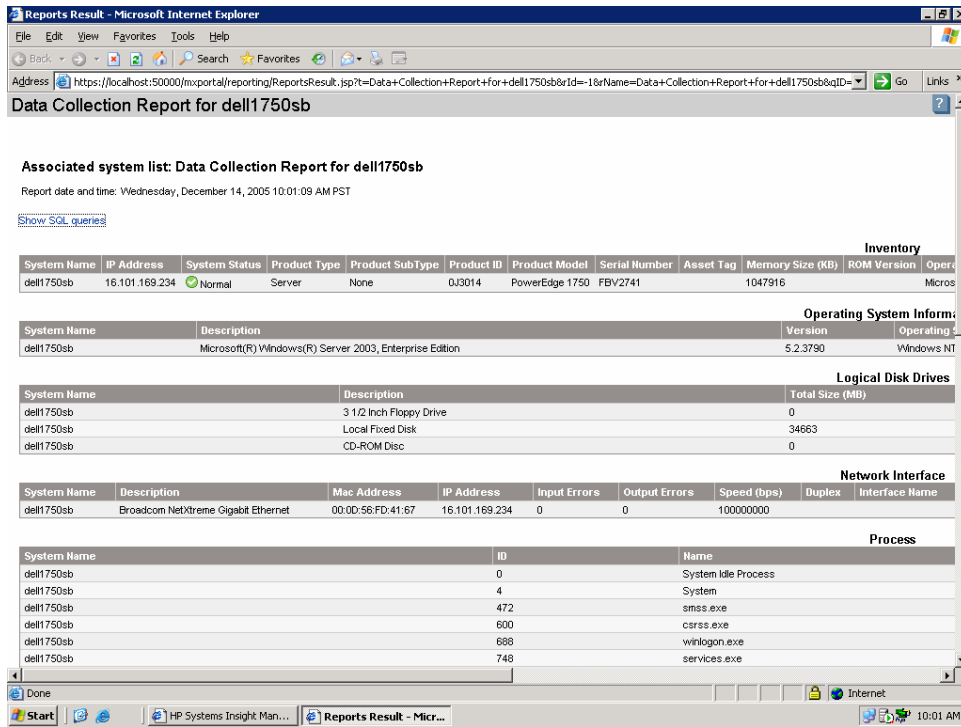 Reports Result - Microsoft Internet Explorer
File Edit View Favorites Tools Help
Back Search Favorites
Address https://localhost:50000/mxportal/reporting/ReportsResult.jsp?t=Data+Collection+Report+for+dell1750sb&rId=-1&rName=Data+Collection+Report+for+dell1750sb&qID= Go Links »
Data Collection Report for dell1750sb ?
Associated system list: Data Collection Report for dell1750sb
Report date and time: Wednesday, December 14, 2005 10:01:09 AM PST
Show SQL queries
Inventory
System Name IP Address System Status Product Type Product SubType Product ID Product Model Serial Number Asset Tag Memory Size (KB) ROM Version Opera
dell1750sb 16.101.169.234 Normal Server None 0J3014 PowerEdge 1750 FBV2741 1047916 Micros
Operating System Informa
System Name Description Version Operating S
dell1750sb Microsoft(R) Windows(R) Server 2003, Enterprise Edition 5.2.3790 Windows NT
Logical Disk Drives
System Name Description Total Size (MB)
dell1750sb 3 1/2 Inch Floppy Drive 0
dell1750sb Local Fixed Disk 34663
dell1750sb CD-ROM Disc 0
Network Interface
System Name Description Mac Address IP Address Input Errors Output Errors Speed (bps) Duplex Interface Name
dell1750sb Broadcom NetXtreme Gigabit Ethernet 00:0D:56:FD:41:67 16.101.169.234 0 0 100000000
Process
System Name ID Name
dell1750sb 0 System Idle Process
dell1750sb 4 System
dell1750sb 472 smss.exe
dell1750sb 600 csrss.exe
dell1750sb 688 winlogon.exe
dell1750sb 748 services.exe
Done Internet
Start HP Systems Insight Man... Reports Result - Micr... 10:01 AM